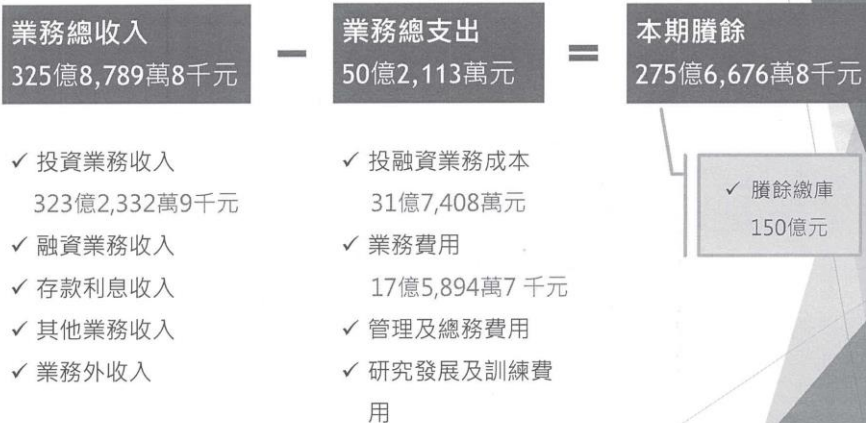 業務總收入
325億8,789萬8千元
−
業務總支出
50億2,113萬元
=
本期賸餘
275億6,676萬8千元
✓ 投資業務收入
323億2,332萬9千元
✓ 融資業務收入
✓ 存款利息收入
✓ 其他業務收入
✓ 業務外收入
✓ 投融資業務成本
31億7,408萬元
✓ 業務費用
17億5,894萬7 千元
✓ 管理及總務費用
✓ 研究發展及訓練費
用
✓ 賸餘繳庫
150億元